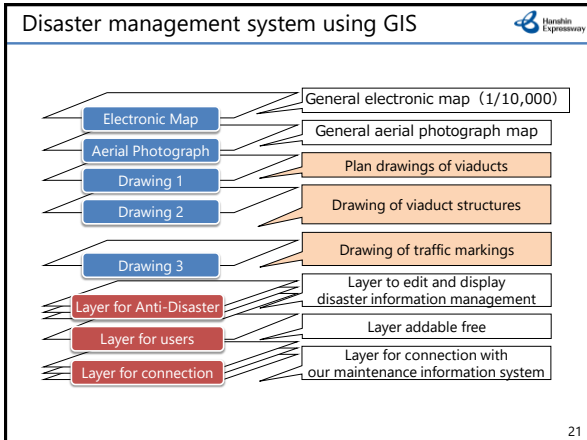 Disaster management system using GIS
Hanshin
Expressway
Electronic Map
General electronic map（1/10,000）
Aerial Photograph
General aerial photograph map
Drawing 1
Plan drawings of viaducts
Drawing 2
Drawing of viaduct structures
Drawing 3
Drawing of traffic markings
Layer for Anti-Disaster
Layer to edit and display
disaster information management
Layer for users
Layer addable free
Layer for connection
Layer for connection with
our maintenance information system
21